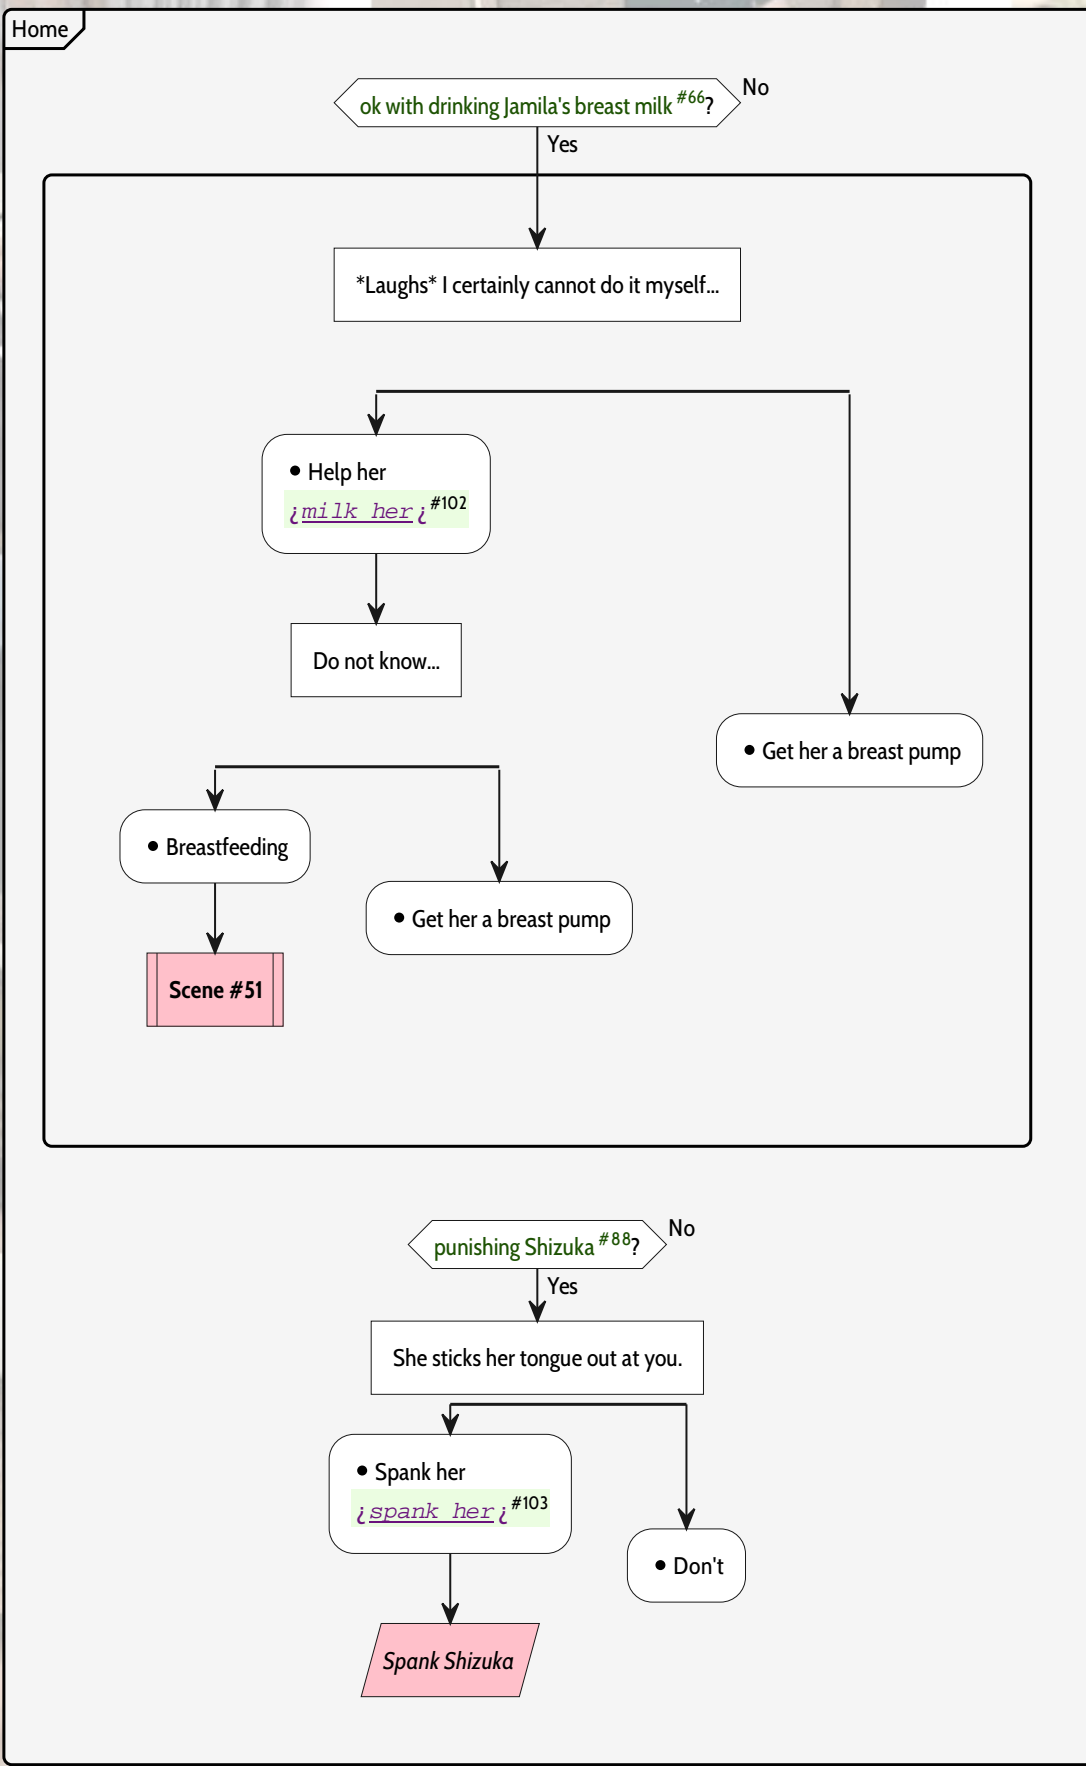 Home
ok with drinking Jamila's breast milk #66?
No
Yes
*Laughs* I certainly cannot do it myself...
• Help her
¿milk her¿#102
Do not know...
• Get her a breast pump
• Breastfeeding
• Get her a breast pump
Scene #51
punishing Shizuka #88?
No
Yes
She sticks her tongue out at you.
• Spank her
¿spank her¿#103
• Don't
Spank Shizuka